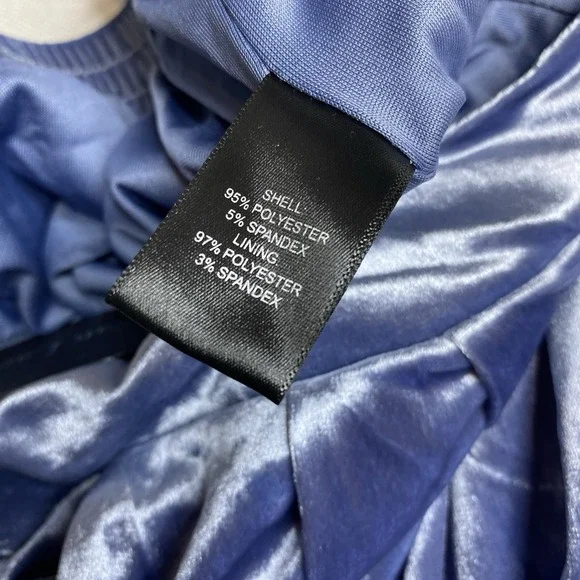 SHELL:
95% POLYESTER
5% SPANDEX
LINING
97% POLYESTER
3% SPANDEX